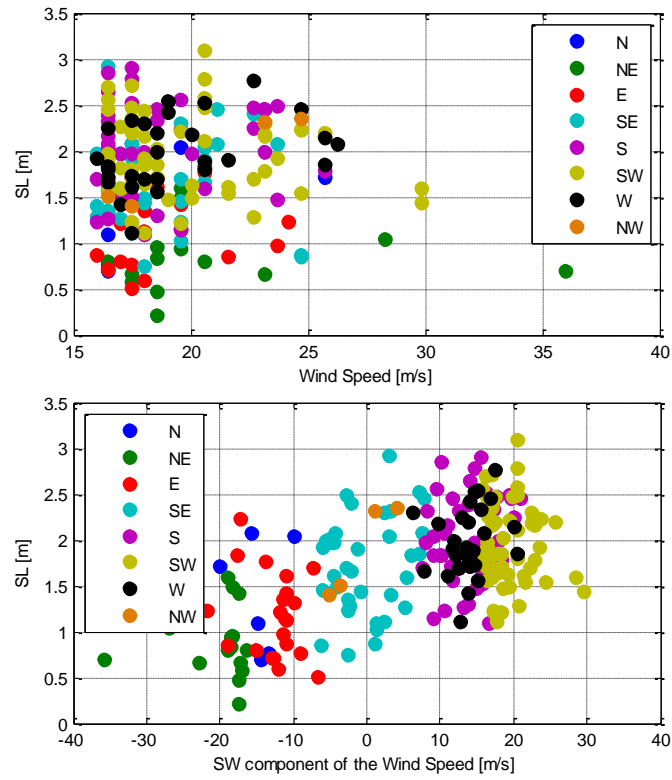 3.5
3
2.5
2
1.5
1
0.5
0
SL [m]
15
20
25
30
35
40
Wind Speed [m/s]
N
NE
E
SE
S
SW
W
NW
3.5
3
2.5
2
1.5
1
0.5
0
SL [m]
-40
-30
-20
-10
0
10
20
30
40
SW component of the Wind Speed [m/s]
N
NE
E
SE
S
SW
W
NW